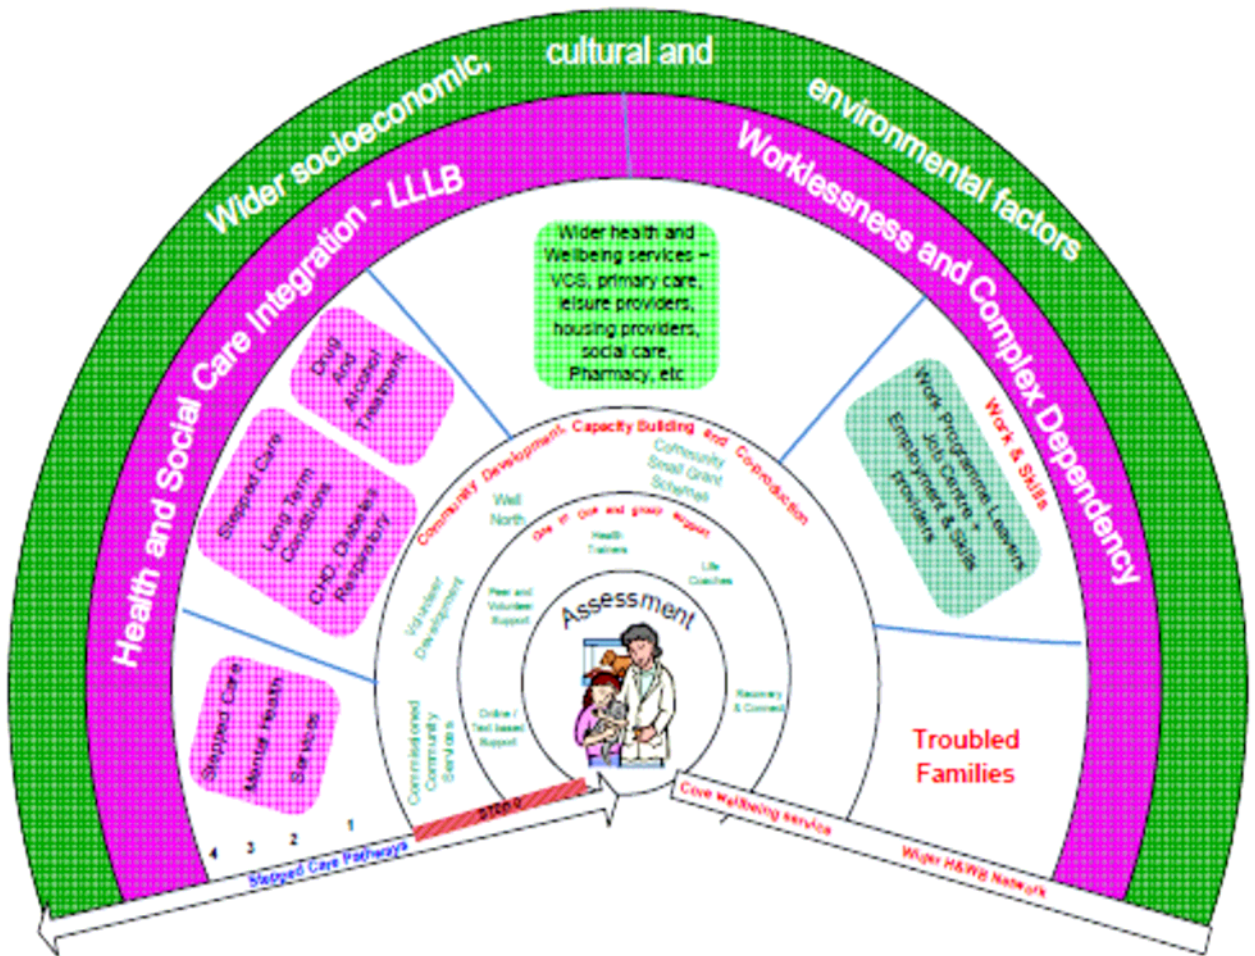 Wider socioeconomic, cultural and environmental factors
Health and Social Care Integration - LLLB
Worklessness and Complex Dependency
Wider health and
Wellbeing services –
VCS, primary care,
leisure providers,
housing providers,
social care,
Pharmacy, etc
Drug
And
Alcohol
Treatment
Stepped Care
Long Term
Conditions
CHD Diabetes
Respiratory
Stepped Care
Mental Health
Services
Work & Skills
Work Programme Leavers
Job Centre +
Employment & Skills
providers
Troubled
Families
Community Development, Capacity Building and Co-production
Community
Small Grant
Schemes
Well
North
Volunteer
Development
Commissioned
Community
Services
One to One and group support
Health
Trainers
Life
Coaches
Peer and
Volunteer
Support
Online /
Text based
Support
Recovery
& Connect
Assessment
4 3 2 1
Stepped Care Pathways
Core Wellbeing service
Wider H&WB Network